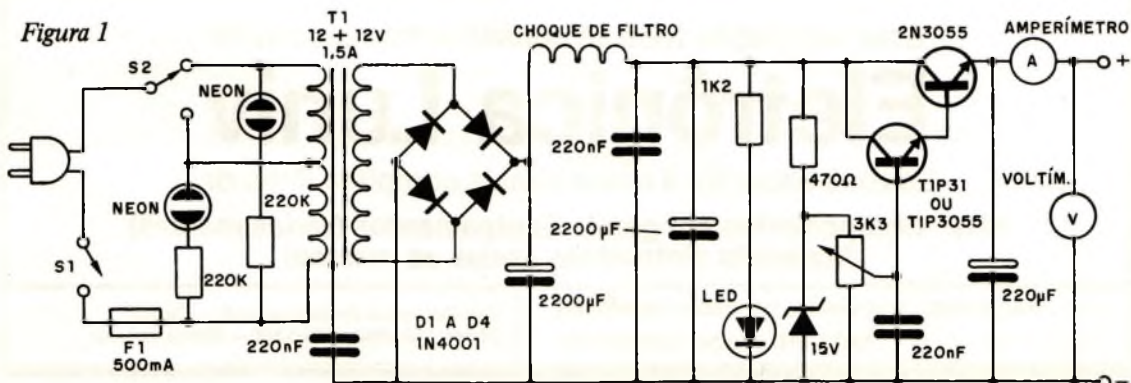 Figura 1
T1
12 + 12V
1,5A
S2
NEON
NEON
220K
220K
S1
F1
500mA
220nF
D1 A D4
1N4001
CHOQUE DE FILTRO
2200µF
220nF
2200µF
1K2
LED
470Ω
15V
3K3
220nF
2N3055
T1P31
OU
TIP3055
220µF
AMPERÍMETRO
A
+
VOLTÍM.
V
−